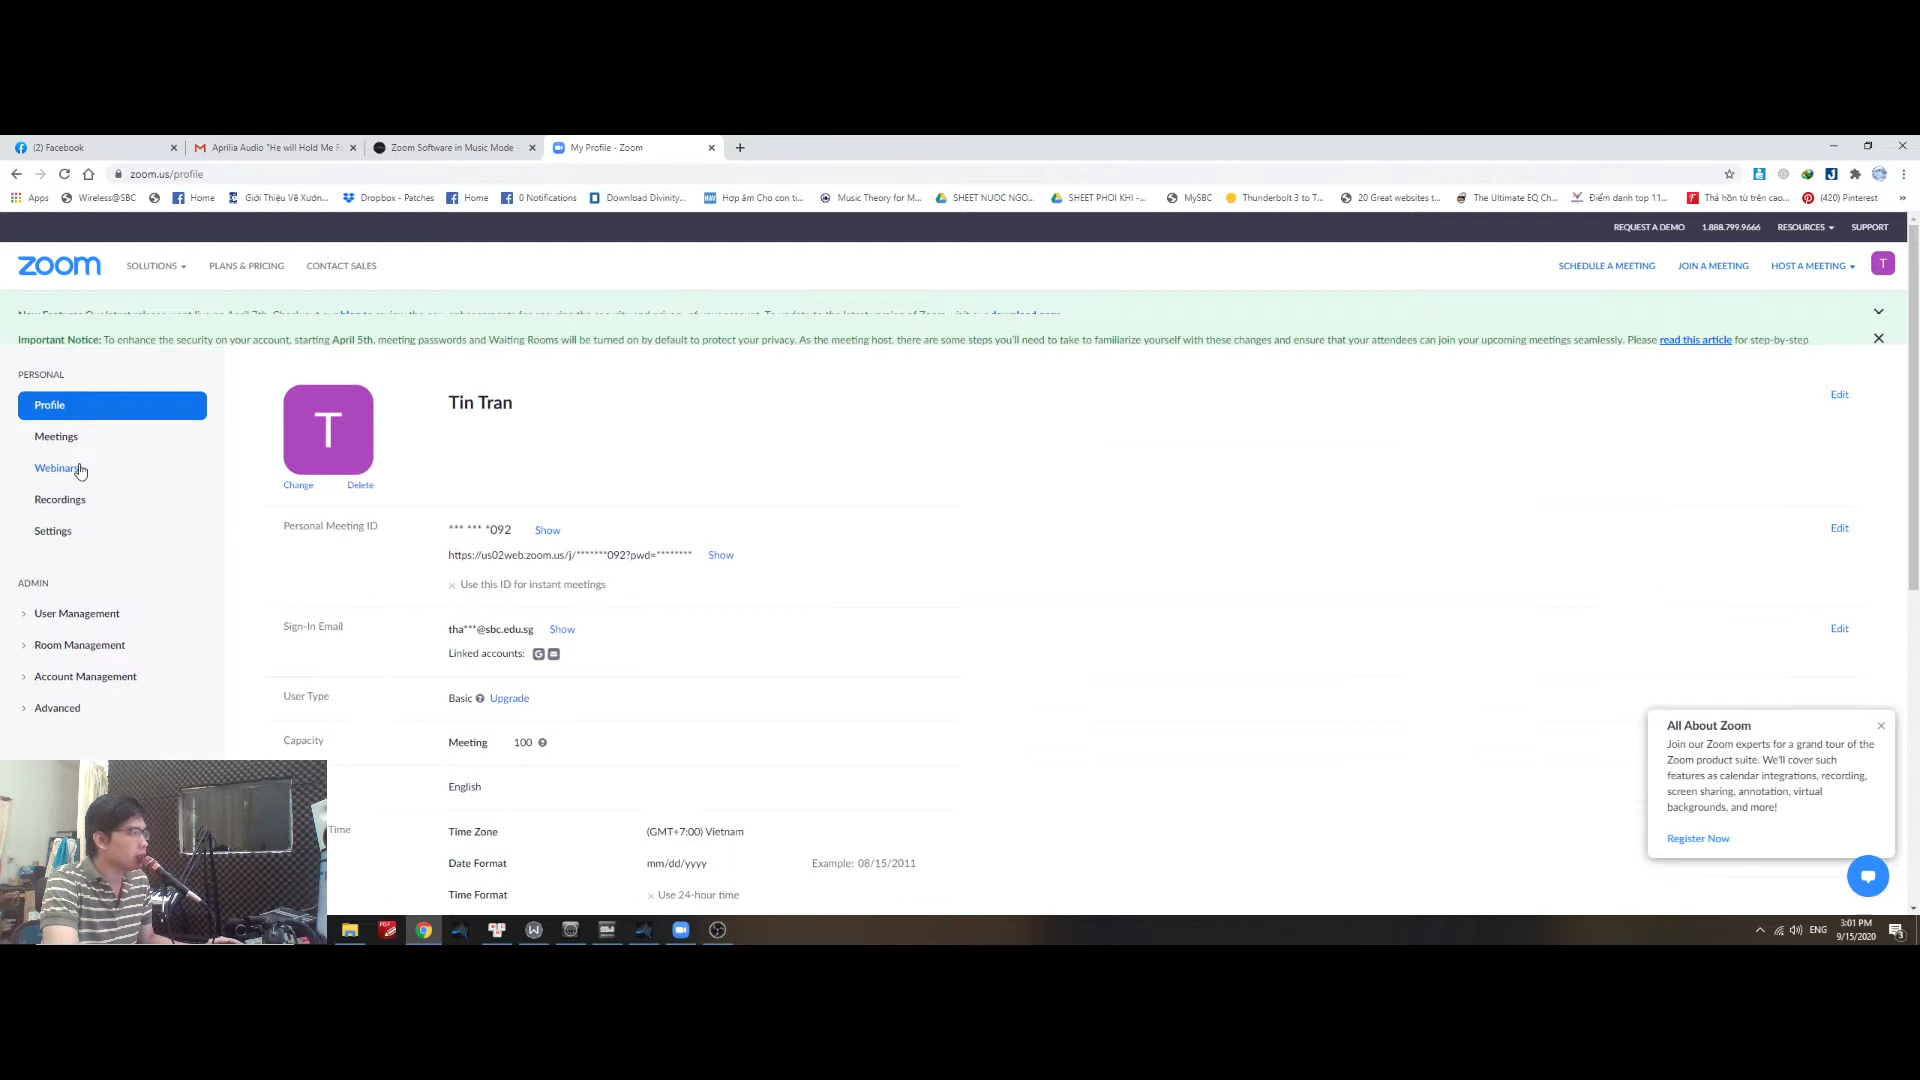 (2) Facebook
Aprilia Audio "He will Hold Me F
Zoom Software in Music Mode -
My Profile - Zoom
zoom.us/profile
Apps
Wireless@SBC
Home
Giới Thiệu Về Xướn...
Dropbox - Patches
Home
0 Notifications
Download Divinity...
Hợp âm Cho con ti...
Music Theory for M...
SHEET NUOC NGO...
SHEET PHOI KHI -...
MySBC
Thunderbolt 3 to T...
20 Great websites t...
The Ultimate EQ Ch...
Điểm danh top 11...
Thả hồn từ trên cao...
(420) Pinterest
REQUEST A DEMO
1.888.799.9666
RESOURCES
SUPPORT
zoom
SOLUTIONS
PLANS & PRICING
CONTACT SALES
SCHEDULE A MEETING
JOIN A MEETING
HOST A MEETING
T
Important Notice: To enhance the security on your account, starting April 5th, meeting passwords and Waiting Rooms will be turned on by default to protect your privacy. As the meeting host, there are some steps you'll need to take to familiarize yourself with these changes and ensure that your attendees can join your upcoming meetings seamlessly. Please read this article for step-by-step
PERSONAL
Profile
Meetings
Webinars
Recordings
Settings
ADMIN
User Management
Room Management
Account Management
Advanced
T
Change
Delete
Tin Tran
Edit
Personal Meeting ID
*** *** *092
Show
Edit
https://us02web.zoom.us/j/*******092?pwd=********
Show
Use this ID for instant meetings
Sign-In Email
tha***@sbc.edu.sg
Show
Edit
Linked accounts:
User Type
Basic
Upgrade
Capacity
Meeting
100
English
Time
Time Zone
(GMT+7:00) Vietnam
Date Format
mm/dd/yyyy
Example: 08/15/2011
Time Format
Use 24-hour time
All About Zoom
Join our Zoom experts for a grand tour of the
Zoom product suite. We'll cover such
features as calendar integrations, recording,
screen sharing, annotation, virtual
backgrounds, and more!
Register Now
ENG
3:01 PM
9/15/2020
3